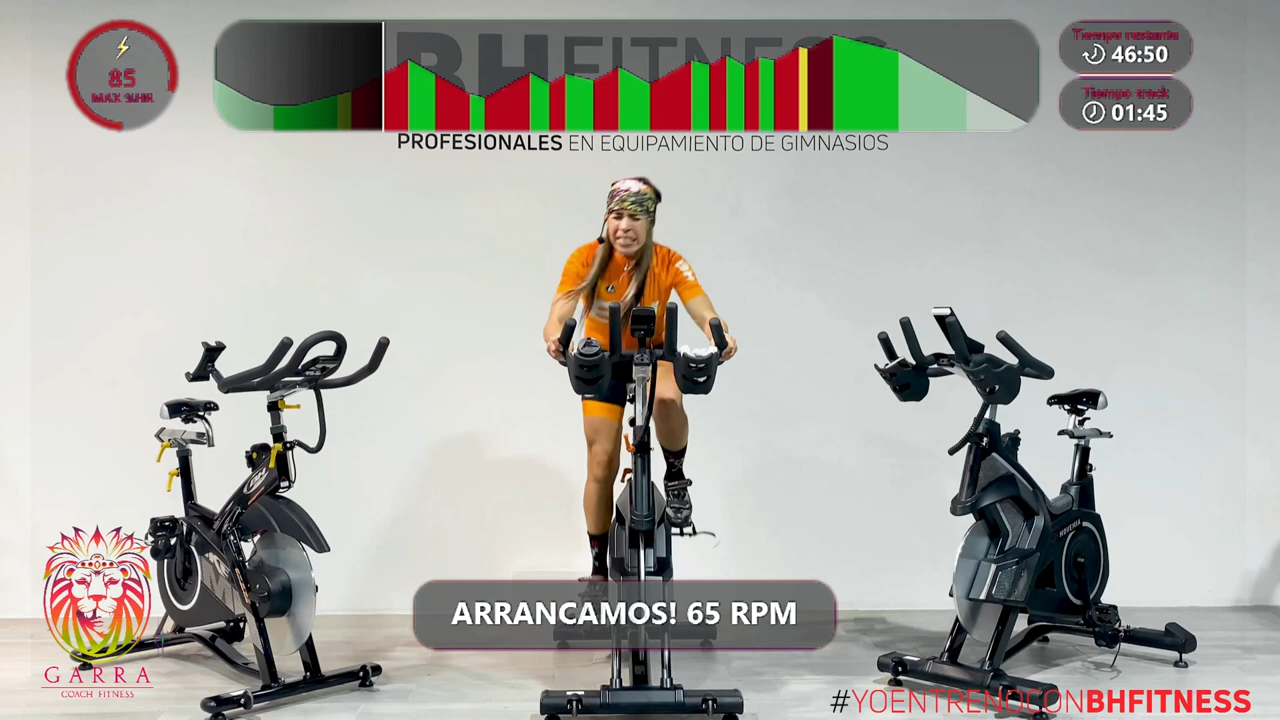 85
MAX %HR
BHFITNESS
PROFESIONALES EN EQUIPAMIENTO DE GIMNASIOS
Tiempo restante
46:50
Tiempo track
01:45
ARRANCAMOS! 65 RPM
GARRA
COACH FITNESS
#YOENTRENOCONBHFITNESS